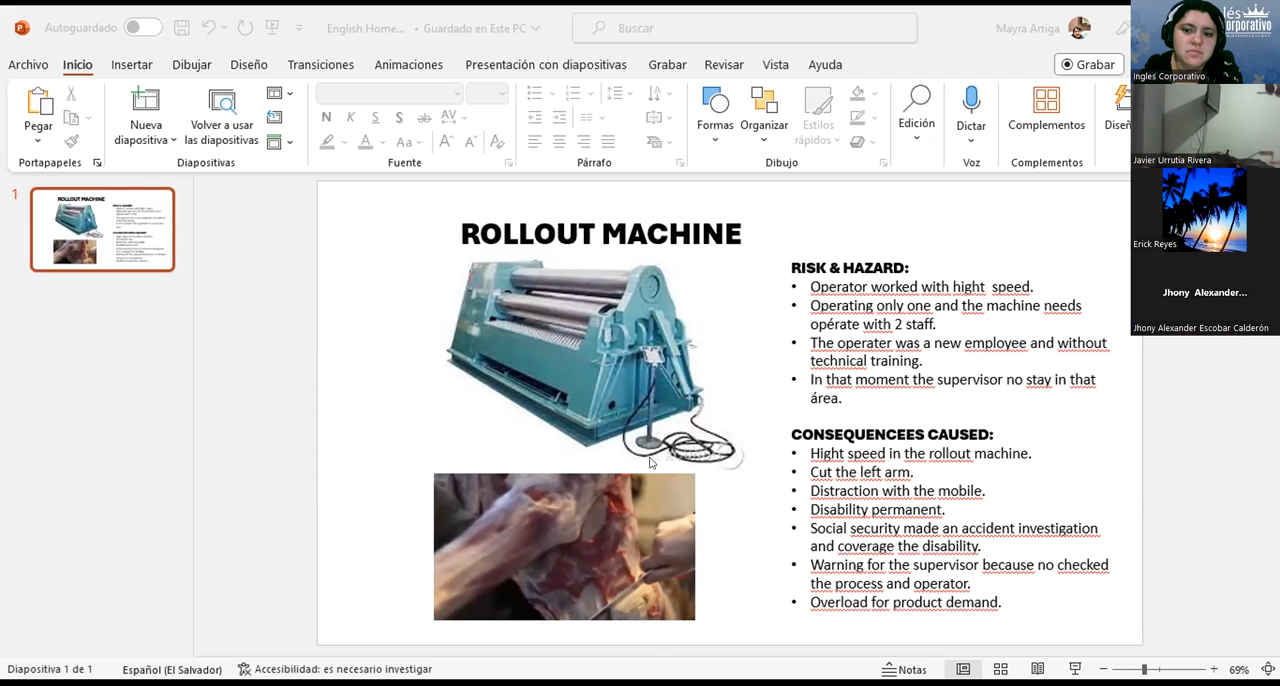 Autoguardado
English Home... • Guardado en Este PC
Buscar
Mayra Artiga
Archivo Inicio Insertar Dibujar Diseño Transiciones Animaciones Presentación con diapositivas Grabar Revisar Vista Ayuda
Grabar
Pegar
Nueva diapositiva
Volver a usar las diapositivas
N K S S ab AV
Aa
A A
Formas
Organizar
Estilos rápidos
Edición
Dictar
Complementos
Portapapeles
Diapositivas
Fuente
Párrafo
Dibujo
Voz
Complementos
1
ROLLOUT MACHINE
RISK & HAZARD:
• Operator worked with hight speed.
• Operating only one and the machine needs
opérate with 2 staff.
• The operater was a new employee and without
technical training.
• In that moment the supervisor no stay in that
área.
CONSEQUENCEES CAUSED:
• Hight speed in the rollout machine.
• Cut the left arm.
• Distraction with the mobile.
• Disability permanent.
• Social security made an accident investigation
and coverage the disability.
• Warning for the supervisor because no checked
the process and operator.
• Overload for product demand.
Ingles Corporativo
Javier Urrutia Rivera
Erick Reyes
Jhony Alexander...
Jhony Alexander Escobar Calderón
Diapositiva 1 de 1
Español (El Salvador)
Accesibilidad: es necesario investigar
Notas
69%